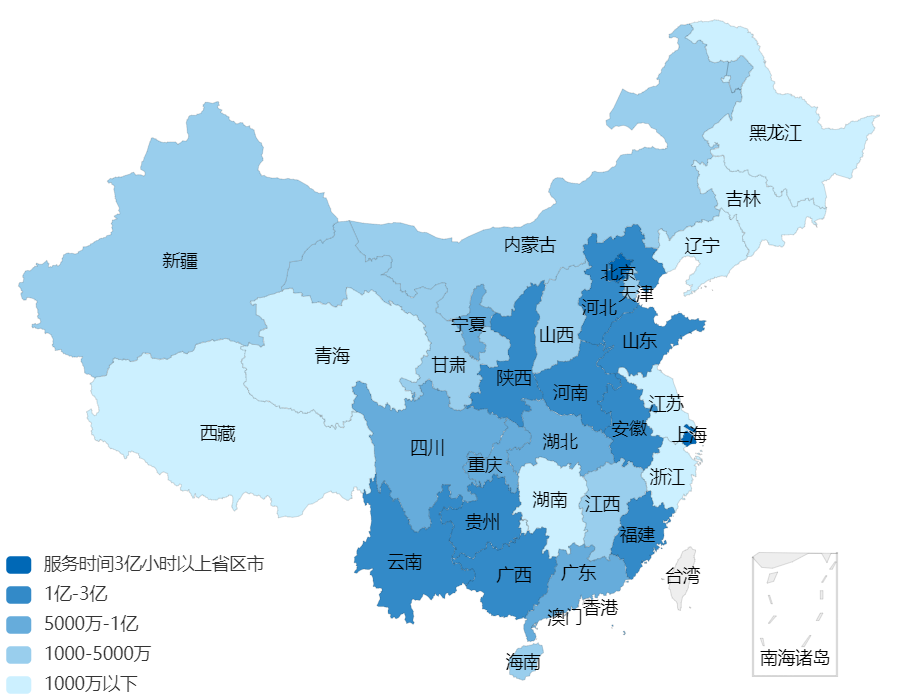 黑龙江
吉林
辽宁
内蒙古
新疆
北京
天津
河北
宁夏
山西
山东
青海
甘肃
陕西
河南
江苏
西藏
安徽
上海
四川
湖北
重庆
浙江
湖南
江西
贵州
福建
云南
广西
广东
台湾
香港
澳门
海南
南海诸岛
服务时间3亿小时以上省区市
1亿-3亿
5000万-1亿
1000-5000万
1000万以下